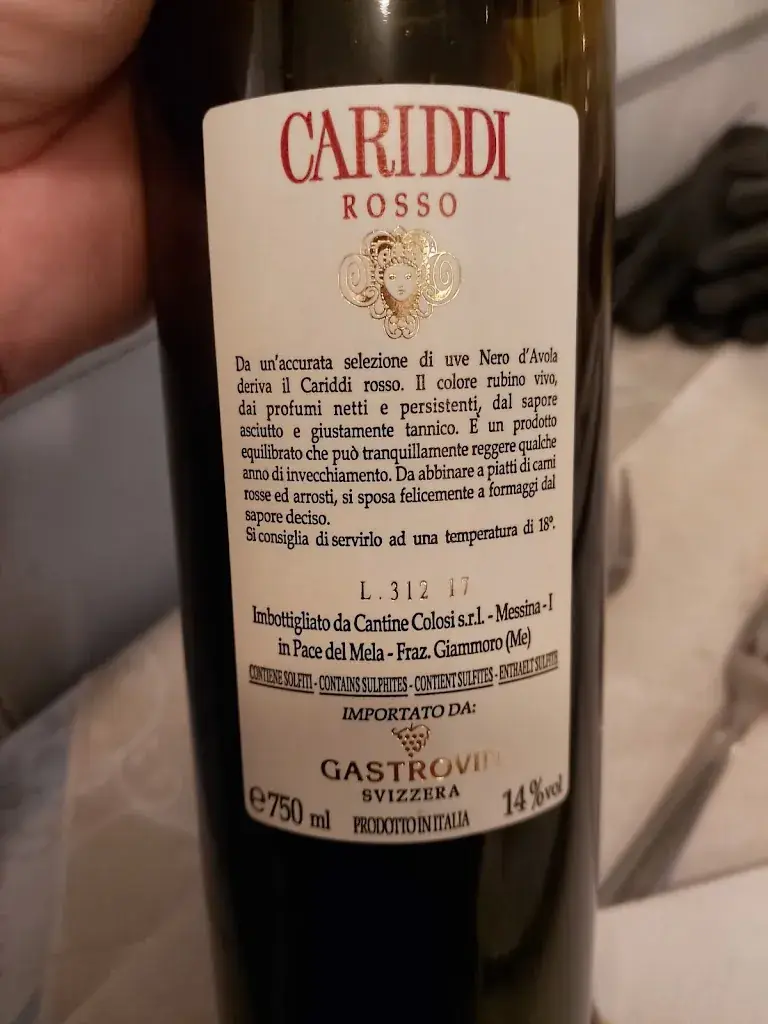 CARIDDI
ROSSO
Da un'accurata selezione di uve Nero d'Avola
deriva il Cariddi rosso. Il colore rubino vivo,
dai profumi netti e persistenti, dal sapore
asciutto e giustamente tannico. E un prodotto
equilibrato che può tranquillamente reggere qualche
anno di invecchiamento. Da abbinare a piatti di carni
rosse ed arrosti, si sposa felicemente a formaggi dal
sapore deciso.
Si consiglia di servirlo ad una temperatura di 18°.
L.312 17
Imbottigliato da Cantine Colosi s.r.l. - Messina - I
in Pace del Mela - Fraz. Giammoro (Me)
CONTIENE SOLFITI - CONTAINS SULPHITES - CONTIENT SULFITES - ENTHAELT SULFITE
IMPORTATO DA:
GASTROVINI
SVIZZERA
℮750 ml PRODOTTO IN ITALIA 14%vol